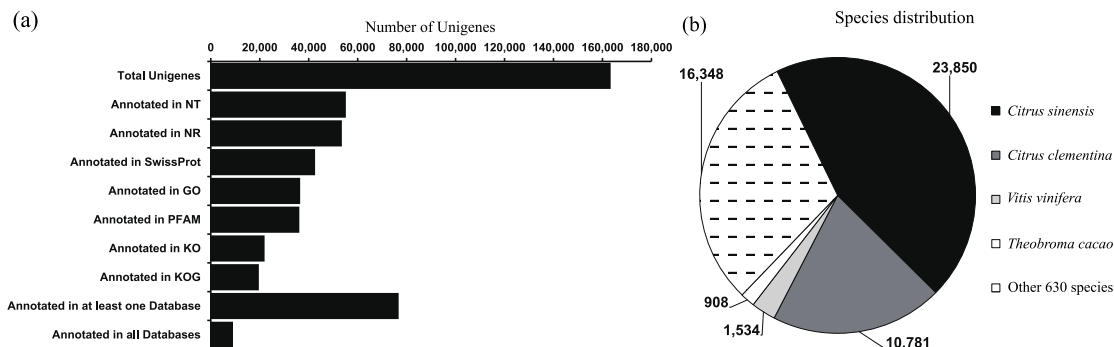 (a)
Number of Unigenes
0 20,000 40,000 60,000 80,000 100,000 120,000 140,000 160,000 180,000
Total Unigenes
Annotated in NT
Annotated in NR
Annotated in SwissProt
Annotated in GO
Annotated in PFAM
Annotated in KO
Annotated in KOG
Annotated in at least one Database
Annotated in all Databases
(b)
Species distribution
16,348
23,850
908
1,534
10,781
Citrus sinensis
Citrus clementina
Vitis vinifera
Theobroma cacao
Other 630 species